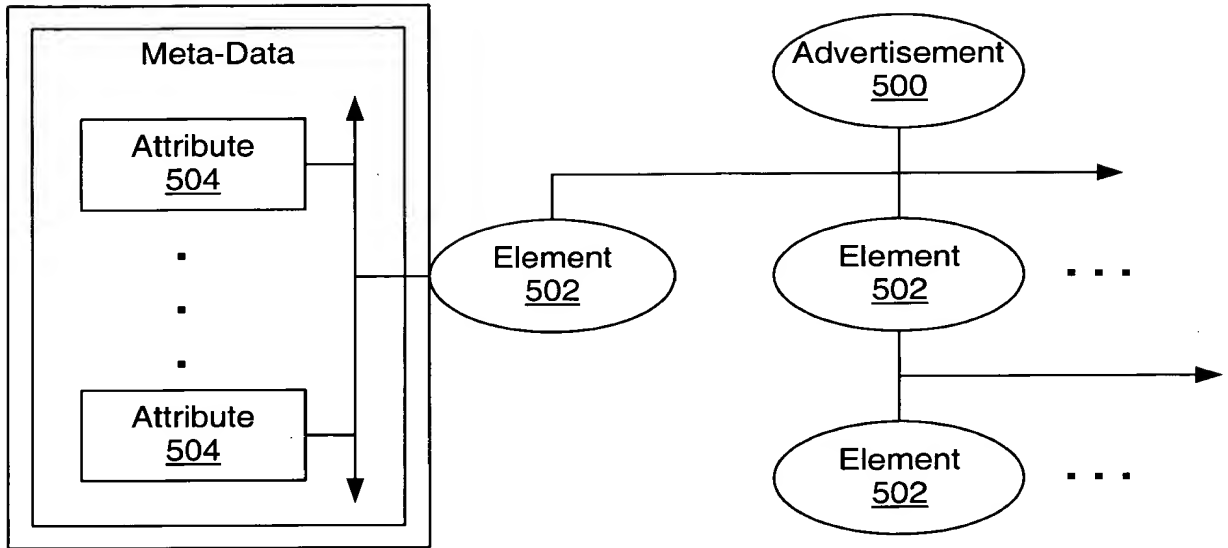 Meta-Data
Attribute
504
Attribute
504
Advertisement
500
Element
502
Element
502
Element
502